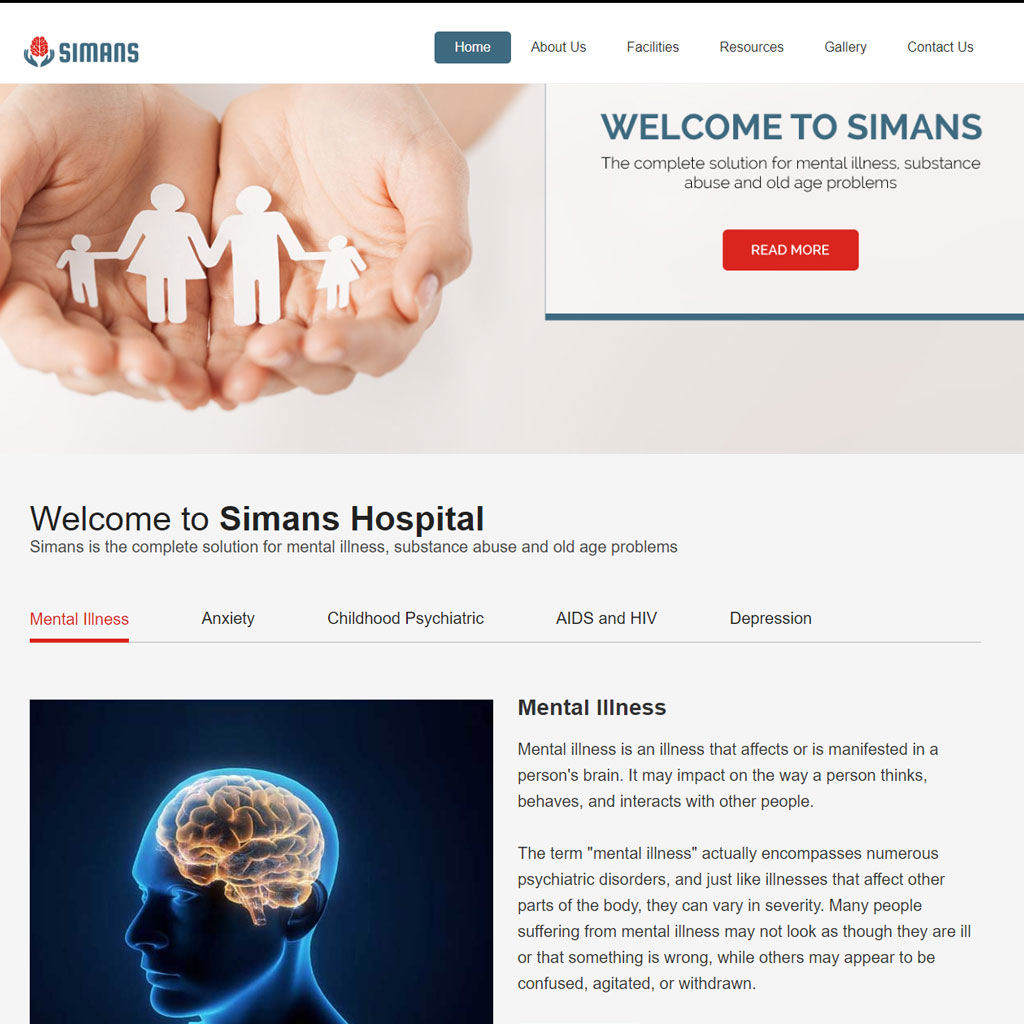 SIMANS
Home
About Us
Facilities
Resources
Gallery
Contact Us
WELCOME TO SIMANS
The complete solution for mental illness, substance
abuse and old age problems
READ MORE
Welcome to Simans Hospital
Simans is the complete solution for mental illness, substance abuse and old age problems
Mental Illness
Anxiety
Childhood Psychiatric
AIDS and HIV
Depression
Mental Illness
Mental illness is an illness that affects or is manifested in a
person's brain. It may impact on the way a person thinks,
behaves, and interacts with other people.
The term "mental illness" actually encompasses numerous
psychiatric disorders, and just like illnesses that affect other
parts of the body, they can vary in severity. Many people
suffering from mental illness may not look as though they are ill
or that something is wrong, while others may appear to be
confused, agitated, or withdrawn.